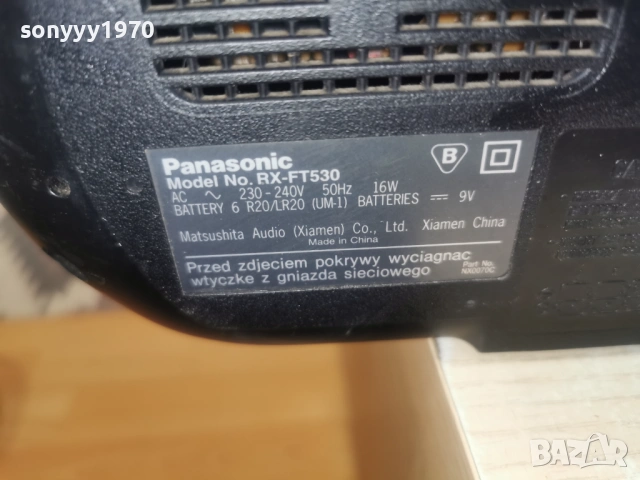 sonyyy1970
Panasonic
Model No. RX-FT530
AC ∼ 230-240V 50Hz 16W
BATTERY 6 R20/LR20 (UM-1) BATTERIES ⎓ 9V
B
Matsushita Audio (Xiamen) Co., Ltd. Xiamen China
Made in China
Przed zdjeciem pokrywy wyciagnac
wtyczke z gniazda sieciowego
Part No.
NX0070C
BAZAR